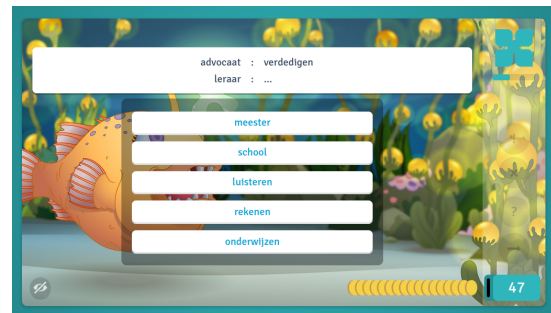 advocaat : verdedigen
leraar : ...
meester
school
luisteren
rekenen
onderwijzen
?
47